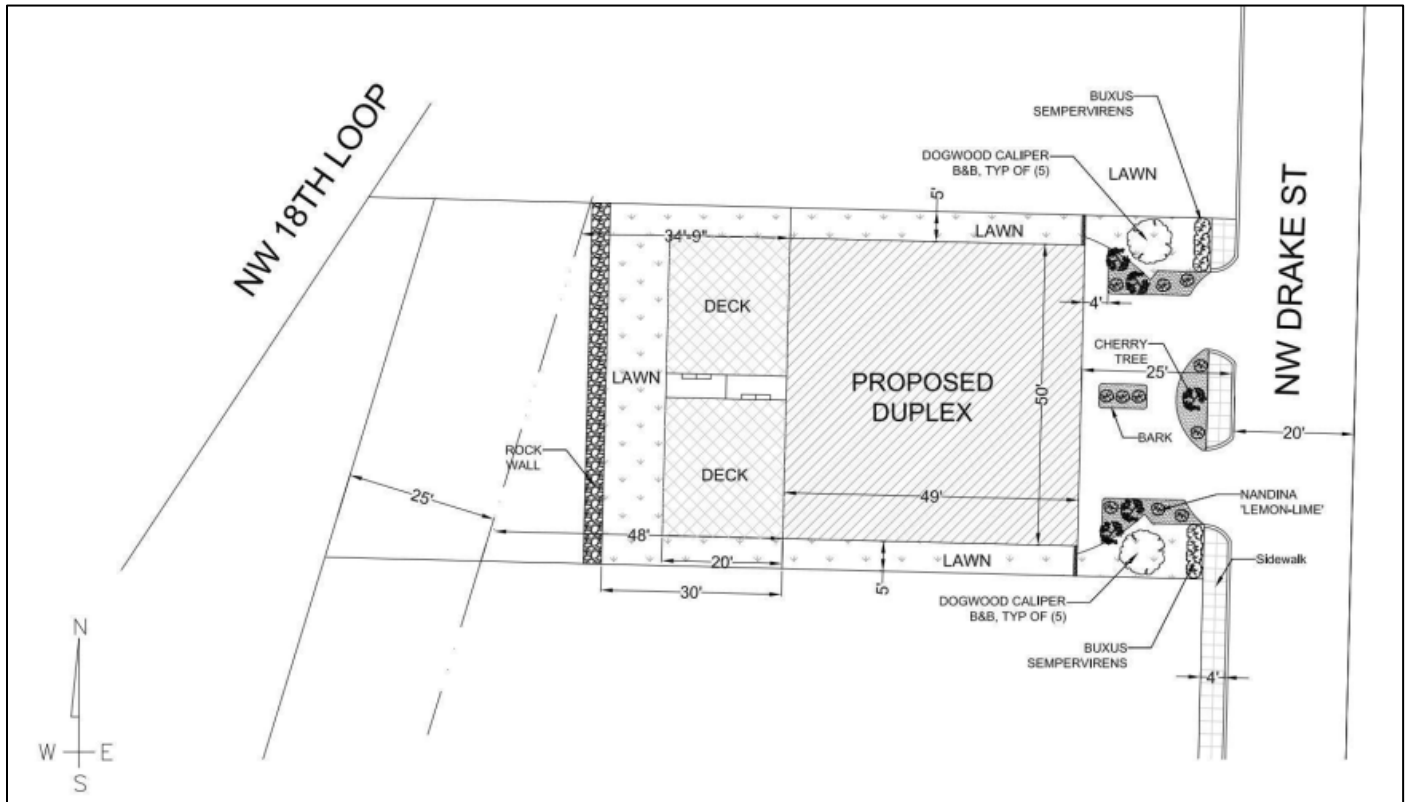 NW 18TH LOOP
BUXUS
SEMPERVIRENS
DOGWOOD CALIPER
B&B, TYP OF (5)
LAWN
NW DRAKE ST
5'
34'-9"
LAWN
DECK
4'
CHERRY
TREE
25'
LAWN
PROPOSED
DUPLEX
50'
BARK
20'
ROCK
WALL
DECK
25'
49'
NANDINA
'LEMON-LIME'
48'
20'
LAWN
Sidewalk
30'
5'
DOGWOOD CALIPER
B&B, TYP OF (5)
BUXUS
SEMPERVIRENS
4'
N
W
E
S